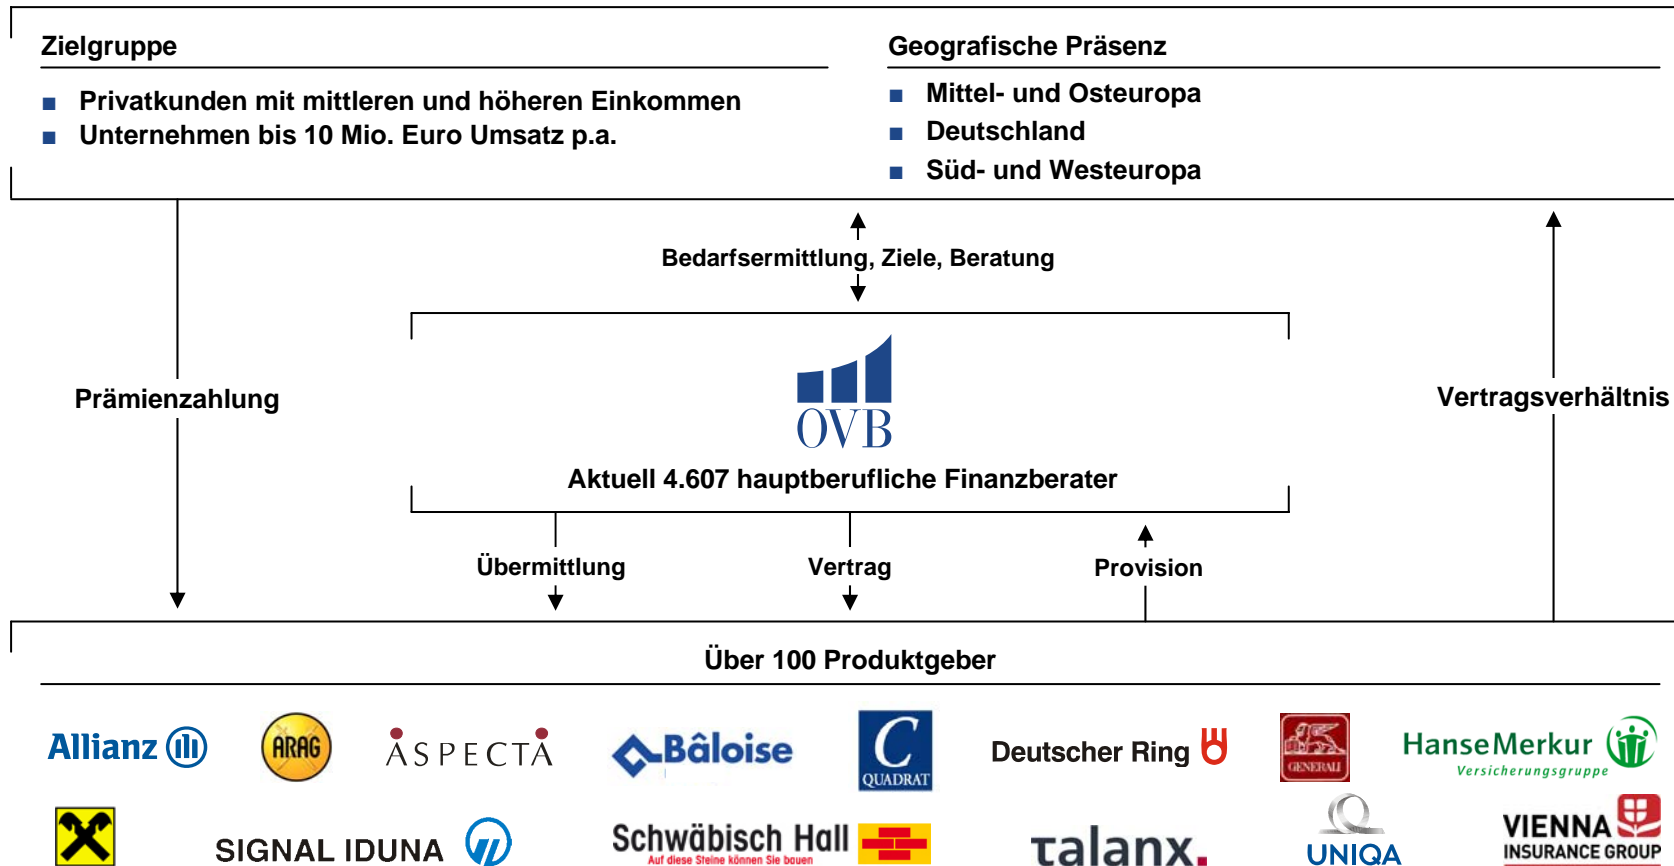 Zielgruppe
Privatkunden mit mittleren und höheren Einkommen
Unternehmen bis 10 Mio. Euro Umsatz p.a.
Geografische Präsenz
Mittel- und Osteuropa
Deutschland
Süd- und Westeuropa
Bedarfsermittlung, Ziele, Beratung
Prämienzahlung
Vertragsverhältnis
OVB
Aktuell 4.607 hauptberufliche Finanzberater
Übermittlung
Vertrag
Provision
Über 100 Produktgeber
Allianz
ARAG
ASPECTA
Bâloise
C QUADRAT
Deutscher Ring
GENERALI
HanseMerkur
Versicherungsgruppe
SIGNAL IDUNA
Schwäbisch Hall
Auf diese Steine können Sie bauen
talanx.
UNIQA
VIENNA
INSURANCE GROUP